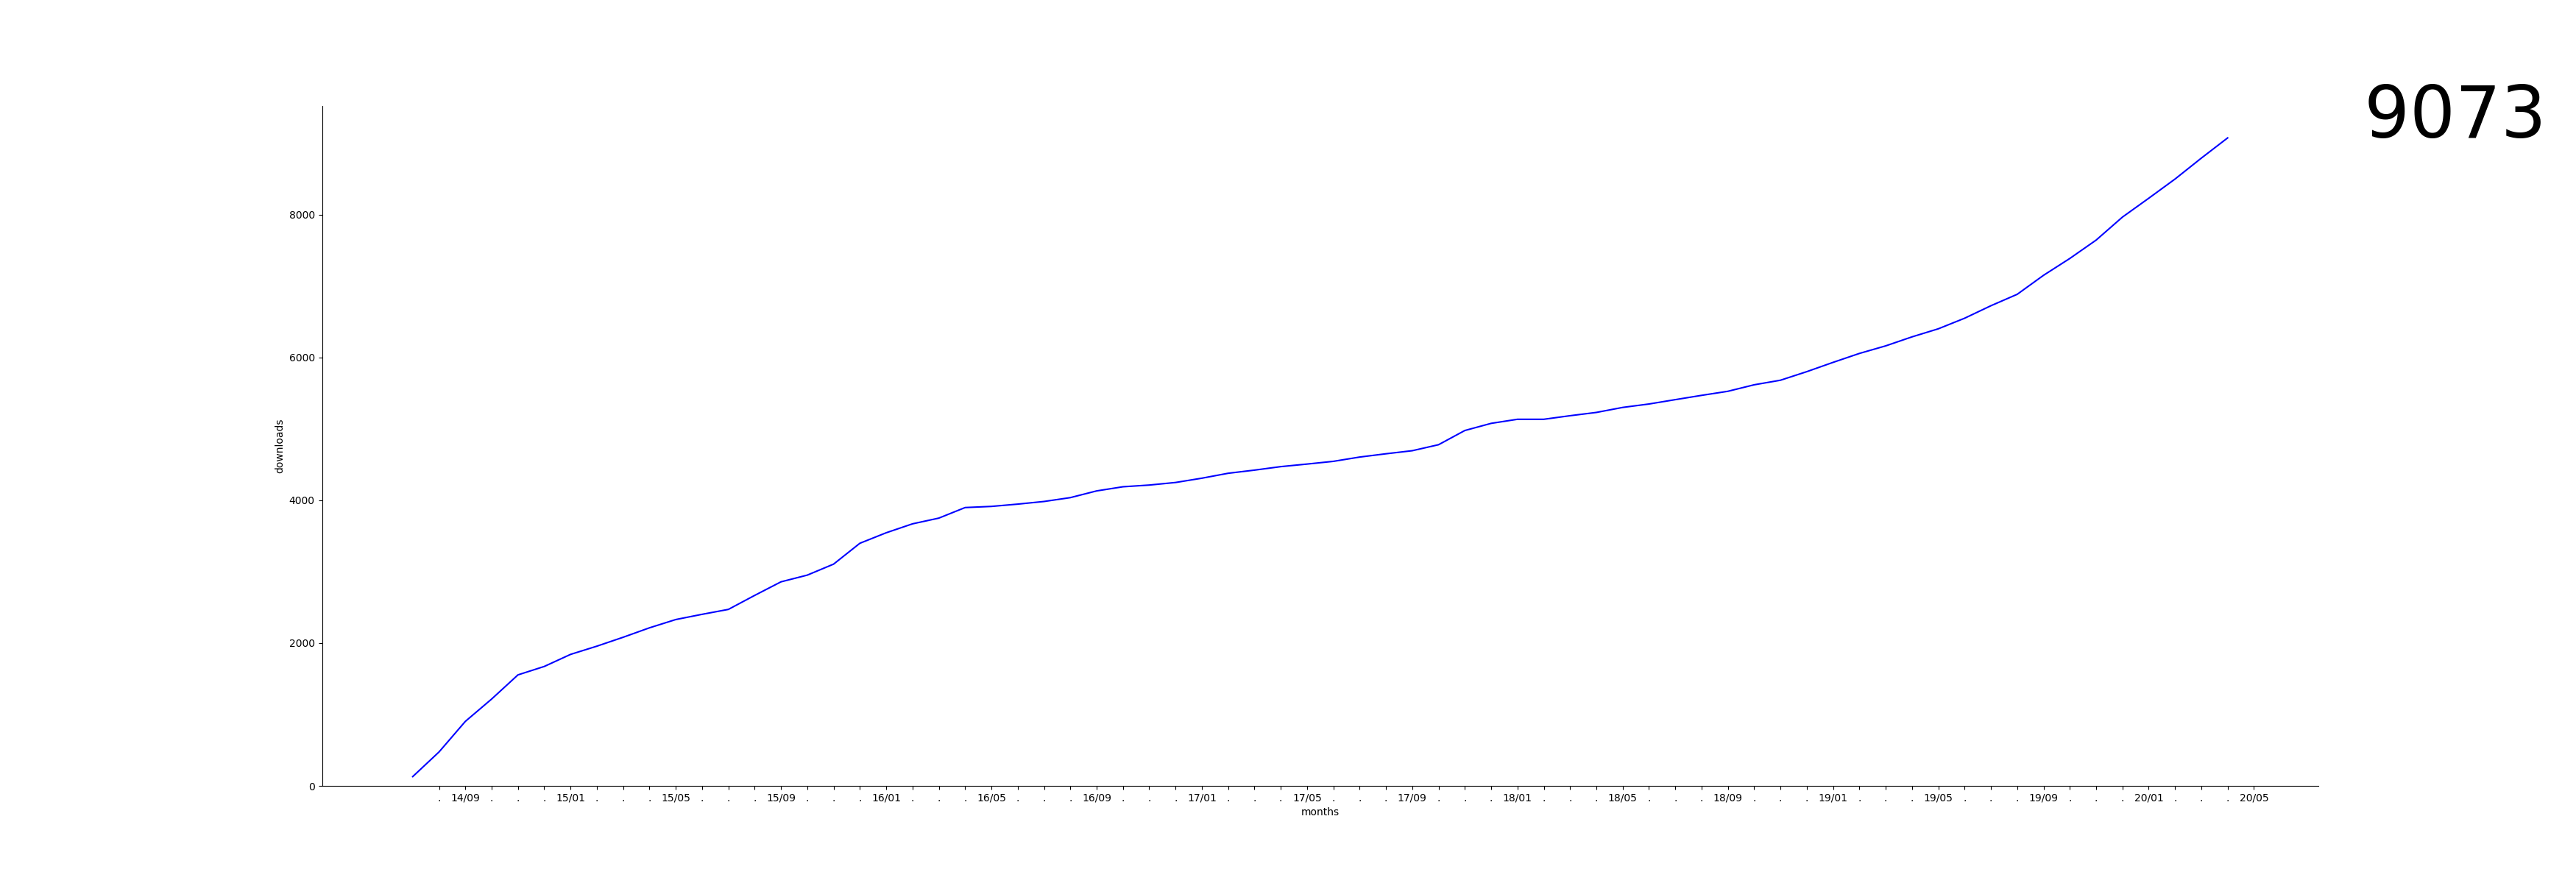 9073
8000
6000
4000
2000
0
downloads
. 14/09 . . . 15/01 . . . 15/05 . . . 15/09 . . . 16/01 . . . 16/05 . . . 16/09 . . . 17/01 . . . 17/05 . . . 17/09 . . . 18/01 . . . 18/05 . . . 18/09 . . . 19/01 . . . 19/05 . . . 19/09 . . . 20/01 . . . 20/05
months